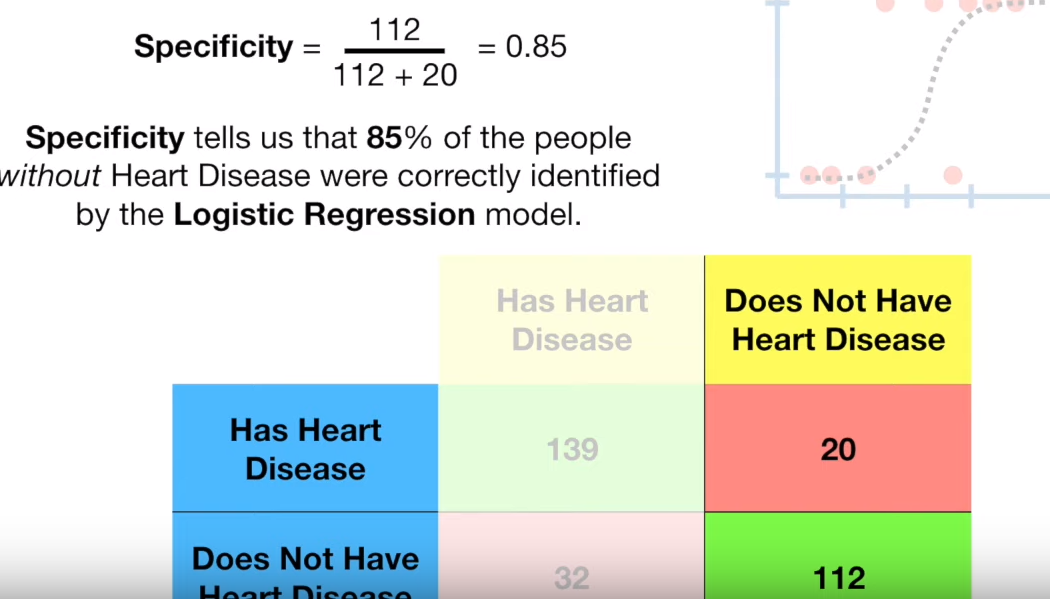 112
Specificity = ――― = 0.85
112 + 20
Specificity tells us that 85% of the people
without Heart Disease were correctly identified
by the Logistic Regression model.
Has Heart Does Not Have
Disease Heart Disease
Has Heart
Disease
139 20
Does Not Have
Heart Disease
32 112